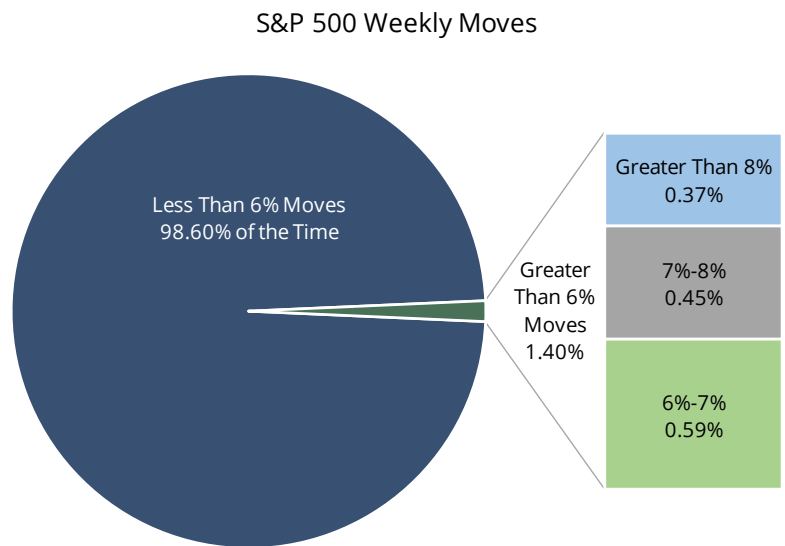 S&P 500 Weekly Moves
Less Than 6% Moves
98.60% of the Time
Greater
Than 6%
Moves
1.40%
Greater Than 8%
0.37%
7%-8%
0.45%
6%-7%
0.59%